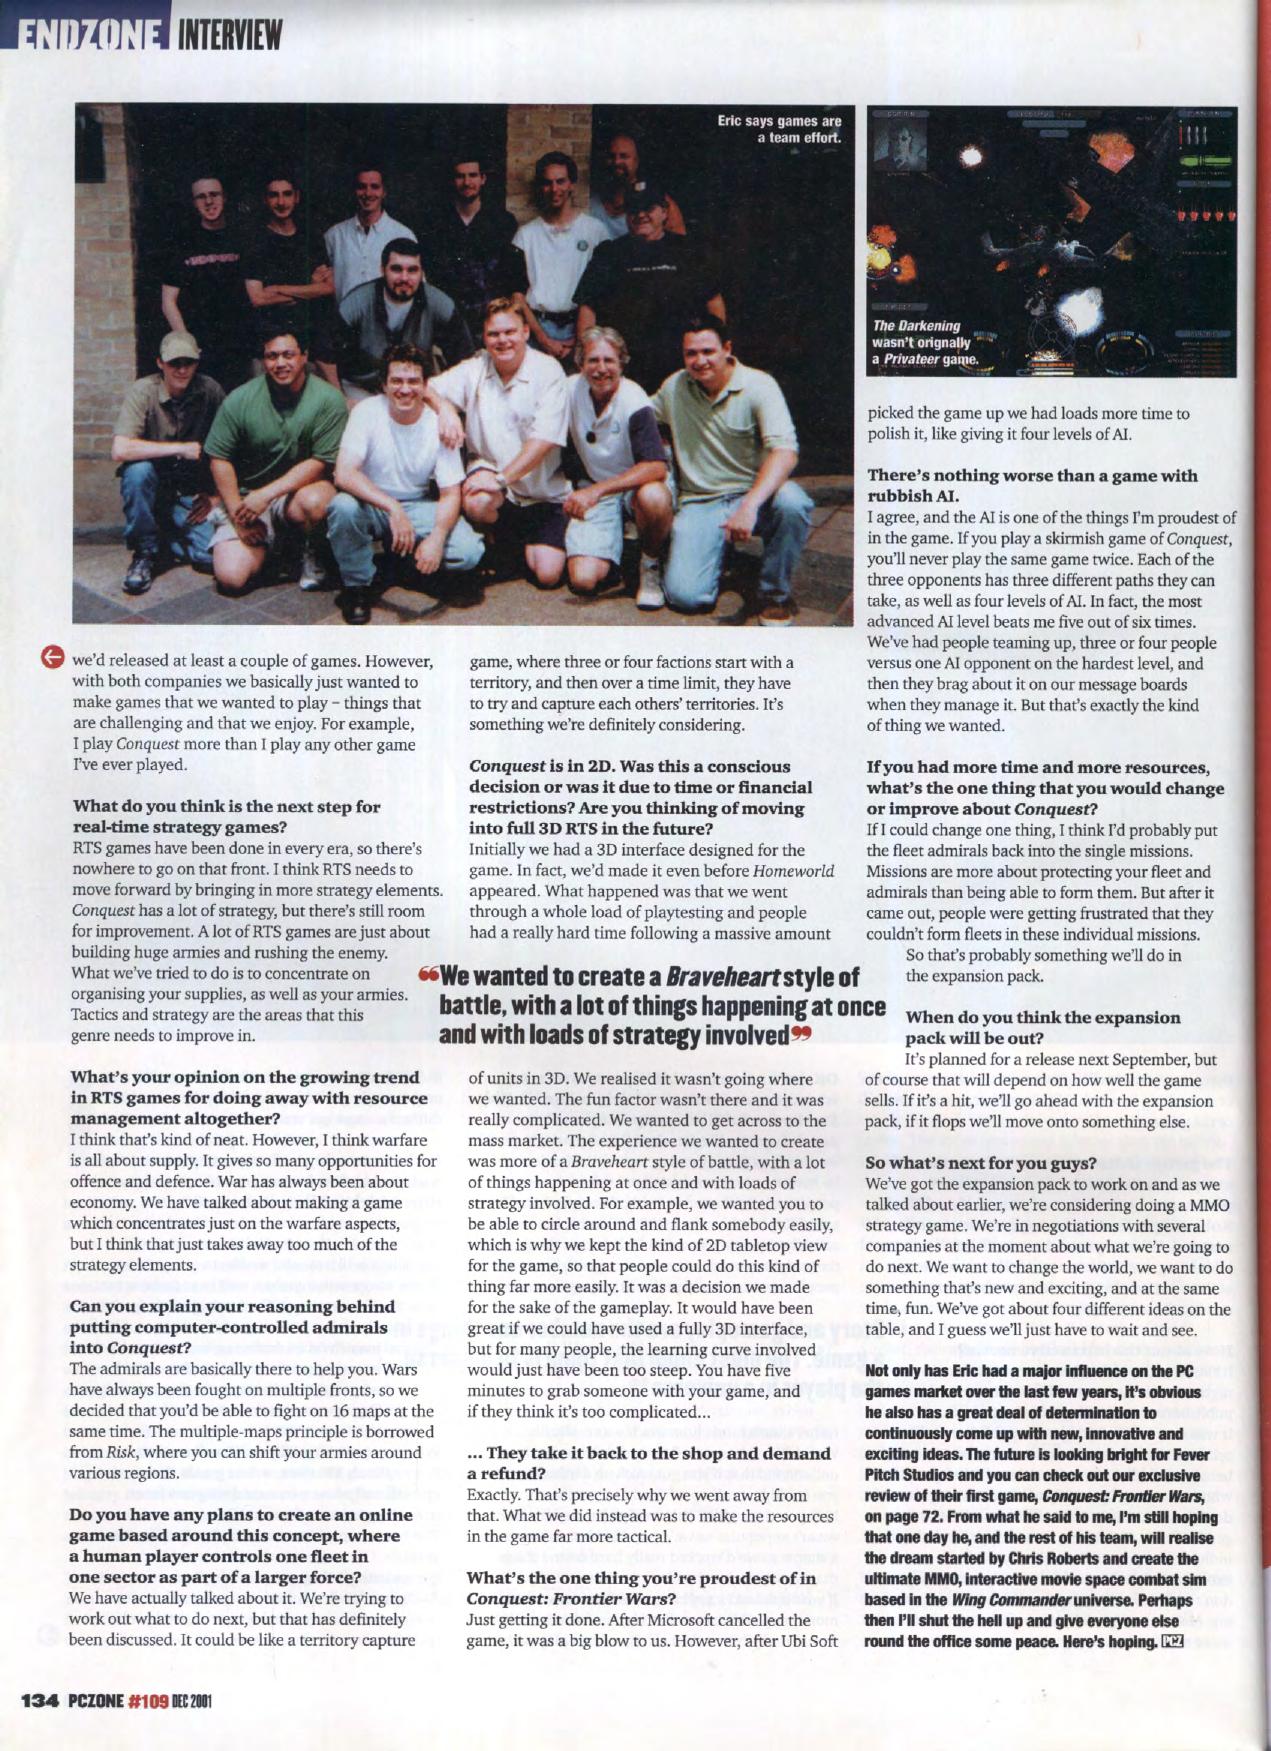 ENDZONE INTERVIEW
Eric says games are
a team effort.
The Darkening
wasn't orignally
a Privateer game.
we'd released at least a couple of games. However,
with both companies we basically just wanted to
make games that we wanted to play – things that
are challenging and that we enjoy. For example,
I play Conquest more than I play any other game
I've ever played.
What do you think is the next step for
real-time strategy games?
RTS games have been done in every era, so there's
nowhere to go on that front. I think RTS needs to
move forward by bringing in more strategy elements.
Conquest has a lot of strategy, but there's still room
for improvement. A lot of RTS games are just about
building huge armies and rushing the enemy.
What we've tried to do is to concentrate on
organising your supplies, as well as your armies.
Tactics and strategy are the areas that this
genre needs to improve in.
What's your opinion on the growing trend
in RTS games for doing away with resource
management altogether?
I think that's kind of neat. However, I think warfare
is all about supply. It gives so many opportunities for
offence and defence. War has always been about
economy. We have talked about making a game
which concentrates just on the warfare aspects,
but I think that just takes away too much of the
strategy elements.
Can you explain your reasoning behind
putting computer-controlled admirals
into Conquest?
The admirals are basically there to help you. Wars
have always been fought on multiple fronts, so we
decided that you'd be able to fight on 16 maps at the
same time. The multiple-maps principle is borrowed
from Risk, where you can shift your armies around
various regions.
Do you have any plans to create an online
game based around this concept, where
a human player controls one fleet in
one sector as part of a larger force?
We have actually talked about it. We're trying to
work out what to do next, but that has definitely
been discussed. It could be like a territory capture
game, where three or four factions start with a
territory, and then over a time limit, they have
to try and capture each others' territories. It's
something we're definitely considering.
Conquest is in 2D. Was this a conscious
decision or was it due to time or financial
restrictions? Are you thinking of moving
into full 3D RTS in the future?
Initially we had a 3D interface designed for the
game. In fact, we'd made it even before Homeworld
appeared. What happened was that we went
through a whole load of playtesting and people
had a really hard time following a massive amount
“We wanted to create a Braveheart style of
battle, with a lot of things happening at once
and with loads of strategy involved”
of units in 3D. We realised it wasn't going where
we wanted. The fun factor wasn't there and it was
really complicated. We wanted to get across to the
mass market. The experience we wanted to create
was more of a Braveheart style of battle, with a lot
of things happening at once and with loads of
strategy involved. For example, we wanted you to
be able to circle around and flank somebody easily,
which is why we kept the kind of 2D tabletop view
for the game, so that people could do this kind of
thing far more easily. It was a decision we made
for the sake of the gameplay. It would have been
great if we could have used a fully 3D interface,
but for many people, the learning curve involved
would just have been far too steep. You have five
minutes to grab someone with your game, and
if they think it's too complicated...
... They take it back to the shop and demand
a refund?
Exactly. That's precisely why we went away from
that. What we did instead was to make the resources
in the game far more tactical.
What's the one thing you're proudest of in
Conquest: Frontier Wars?
Just getting it done. After Microsoft cancelled the
game, it was a big blow to us. However, after Ubi Soft
picked the game up we had loads more time to
polish it, like giving it four levels of AI.
There's nothing worse than a game with
rubbish AI.
I agree, and the AI is one of the things I'm proudest of
in the game. If you play a skirmish game of Conquest,
you'll never play the same game twice. Each of the
three opponents has three different paths they can
take, as well as four levels of AI. In fact, the most
advanced AI level beats me five out of six times.
We've had people teaming up, three or four people
versus one AI opponent on the hardest level, and
then they brag about it on our message boards
when they manage it. But that's exactly the kind
of thing we wanted.
If you had more time and more resources,
what's the one thing that you would change
or improve about Conquest?
If I could change one thing, I think I'd probably put
the fleet admirals back into the single missions.
Missions are more about protecting your fleet and
admirals than being able to form them. But after it
came out, people were getting frustrated that they
couldn't form fleets in these individual missions.
So that's probably something we'll do in
the expansion pack.
When do you think the expansion
pack will be out?
It's planned for a release next September, but
of course that will depend on how well the game
sells. If it's a hit, we'll go ahead with the expansion
pack, if it flops we'll move onto something else.
So what's next for you guys?
We've got the expansion pack to work on and as we
talked about earlier, we're considering doing a MMO
strategy game. We're in negotiations with several
companies at the moment about what we're going to
do next. We want to change the world, we want to do
something that's new and exciting, and at the same
time, fun. We've got about four different ideas on the
table, and I guess we'll just have to wait and see.
Not only has Eric had a major influence on the PC
games market over the last few years, it's obvious
he also has a great deal of determination to
continuously come up with new, innovative and
exciting ideas. The future is looking bright for Fever
Pitch Studios and you can check out our exclusive
review of their first game, Conquest: Frontier Wars,
on page 72. From what he said to me, I'm still hoping
that one day he, and the rest of his team, will realise
the dream started by Chris Roberts and create the
ultimate MMO, interactive movie space combat sim
based in the Wing Commander universe. Perhaps
then I'll shut the hell up and give everyone else
round the office some peace. Here's hoping. PCZ
134 PCZONE #109 DEC 2001